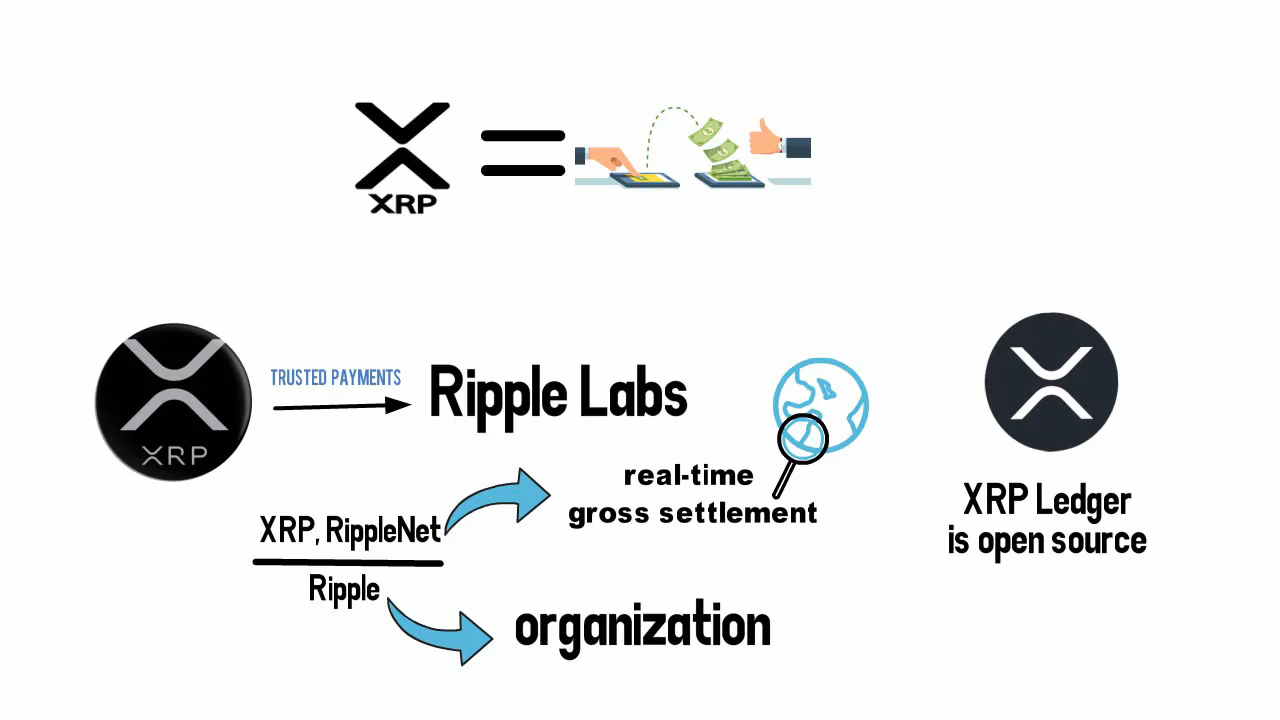 XRP
XRP
TRUSTED PAYMENTS
Ripple Labs
real-time
gross settlement
XRP, RippleNet
Ripple
organization
XRP Ledger
is open source